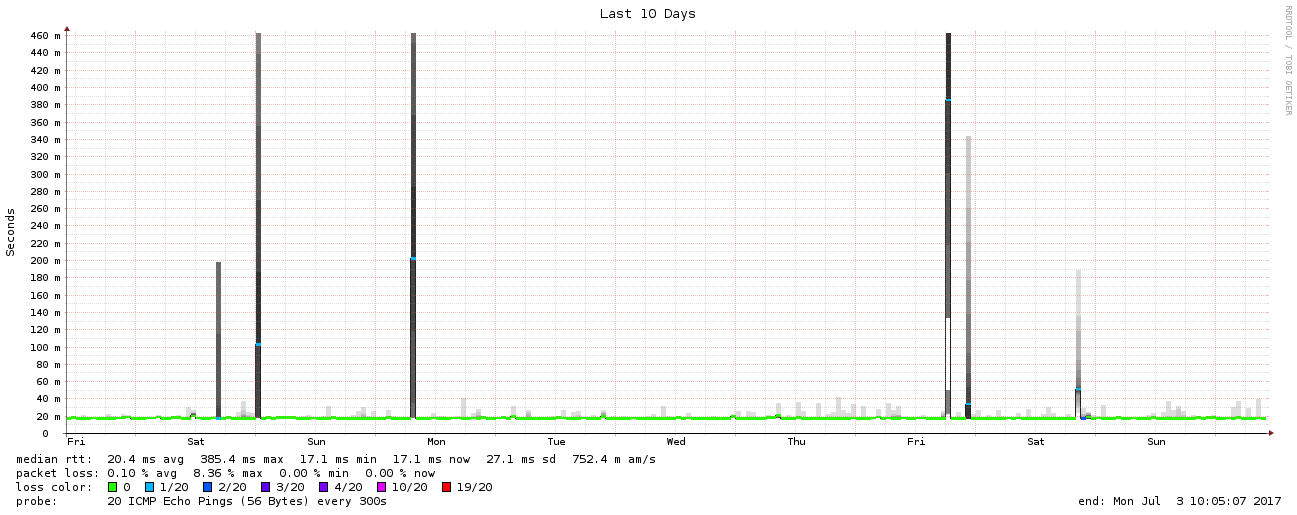 Last 10 Days
RRDTOOL / TOBI OETIKER
Seconds
460 m
440 m
420 m
400 m
380 m
360 m
340 m
320 m
300 m
280 m
260 m
240 m
220 m
200 m
180 m
160 m
140 m
120 m
100 m
80 m
60 m
40 m
20 m
0
Fri Sat Sun Mon Tue Wed Thu Fri Sat Sun
median rtt: 20.4 ms avg 385.4 ms max 17.1 ms min 17.1 ms now 27.1 ms sd 752.4 m am/s
packet loss: 0.10 % avg 8.36 % max 0.00 % min 0.00 % now
loss color: 0 1/20 2/20 3/20 4/20 10/20 19/20
probe: 20 ICMP Echo Pings (56 Bytes) every 300s end: Mon Jul 3 10:05:07 2017